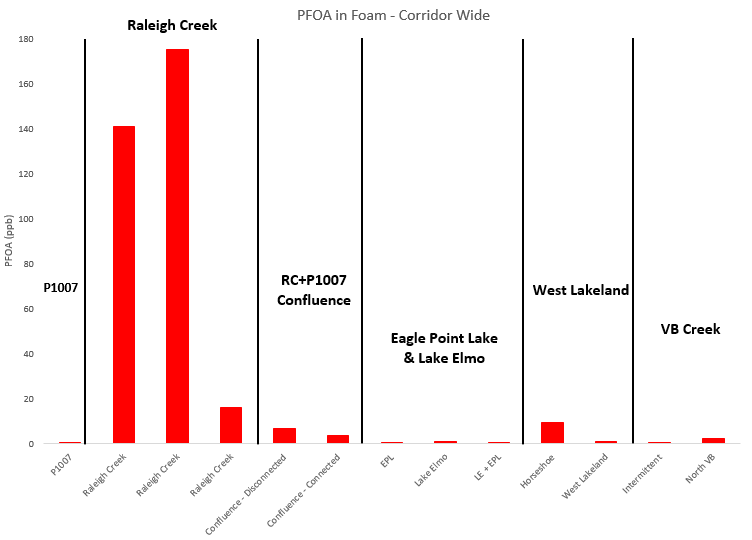 PFOA in Foam - Corridor Wide
Raleigh Creek
180
160
140
120
100
80
60
40
20
0
PFOA (ppb)
P1007
RC+P1007
Confluence
Eagle Point Lake
& Lake Elmo
West Lakeland
VB Creek
P1007
Raleigh Creek
Raleigh Creek
Raleigh Creek
Confluence - Disconnected
Confluence - Connected
EPL
Lake Elmo
LE + EPL
Horseshoe
West Lakeland
Intermittent
North VB